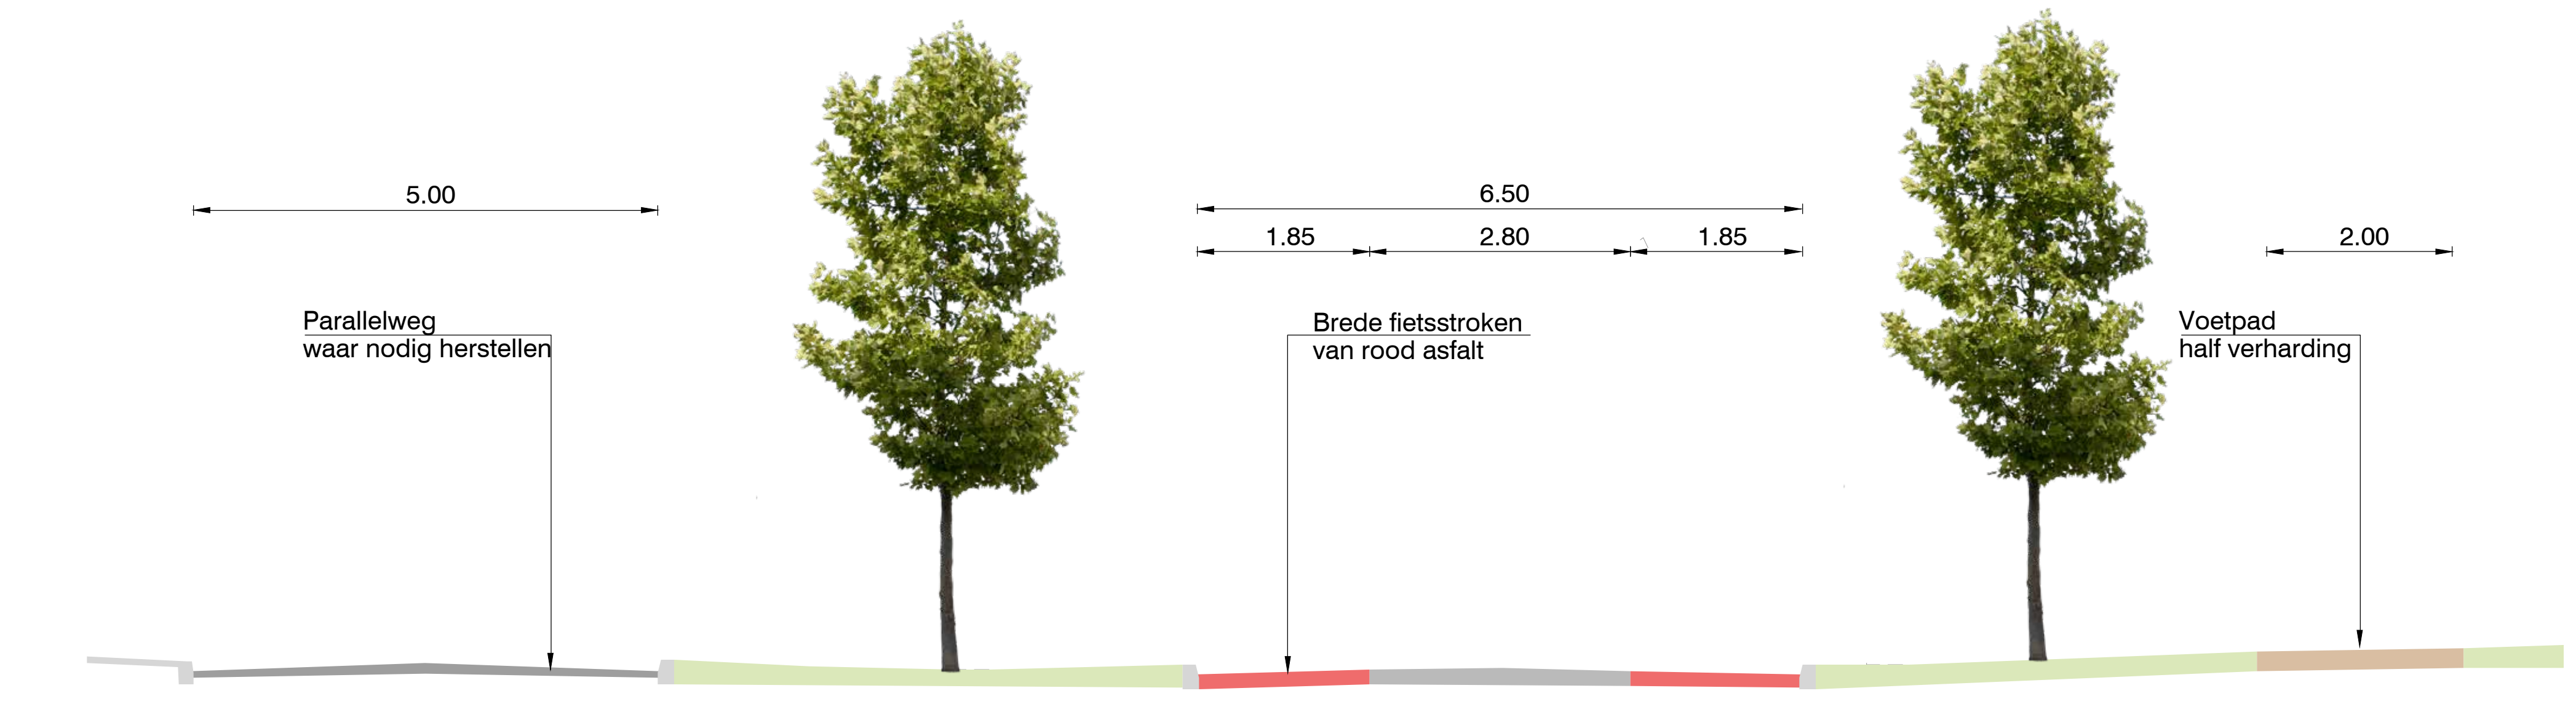 5.00
6.50
1.85
2.80
1.85
2.00
Parallelweg
waar nodig herstellen
Brede fietsstroken
van rood asfalt
Voetpad
half verharding